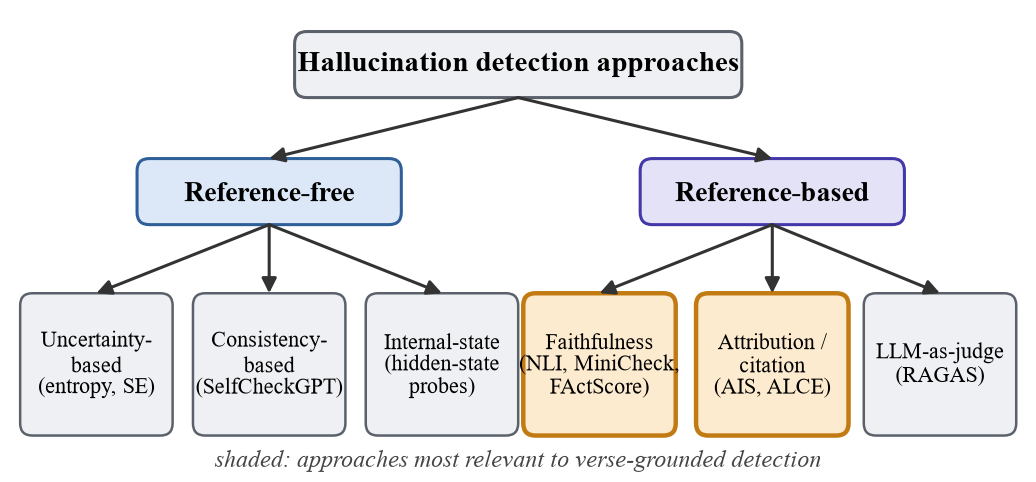 Hallucination detection approaches
Reference-free
Reference-based
Uncertainty-
based
(entropy, SE)
Consistency-
based
(SelfCheckGPT)
Internal-state
(hidden-state
probes)
Faithfulness
(NLI, MiniCheck,
FActScore)
Attribution /
citation
(AIS, ALCE)
LLM-as-judge
(RAGAS)
shaded: approaches most relevant to verse-grounded detection